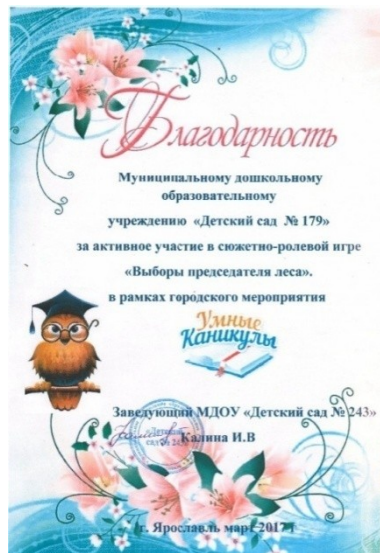 Благодарность
Муниципальному дошкольному
образовательному
учреждению «Детский сад № 179»
за активное участие в сюжетно-ролевой игре
«Выборы председателя леса».
в рамках городского мероприятия
Умные
Каникулы
Заведующий МДОУ «Детский сад № 243»
Калина И.В
г. Ярославль март 2017 г